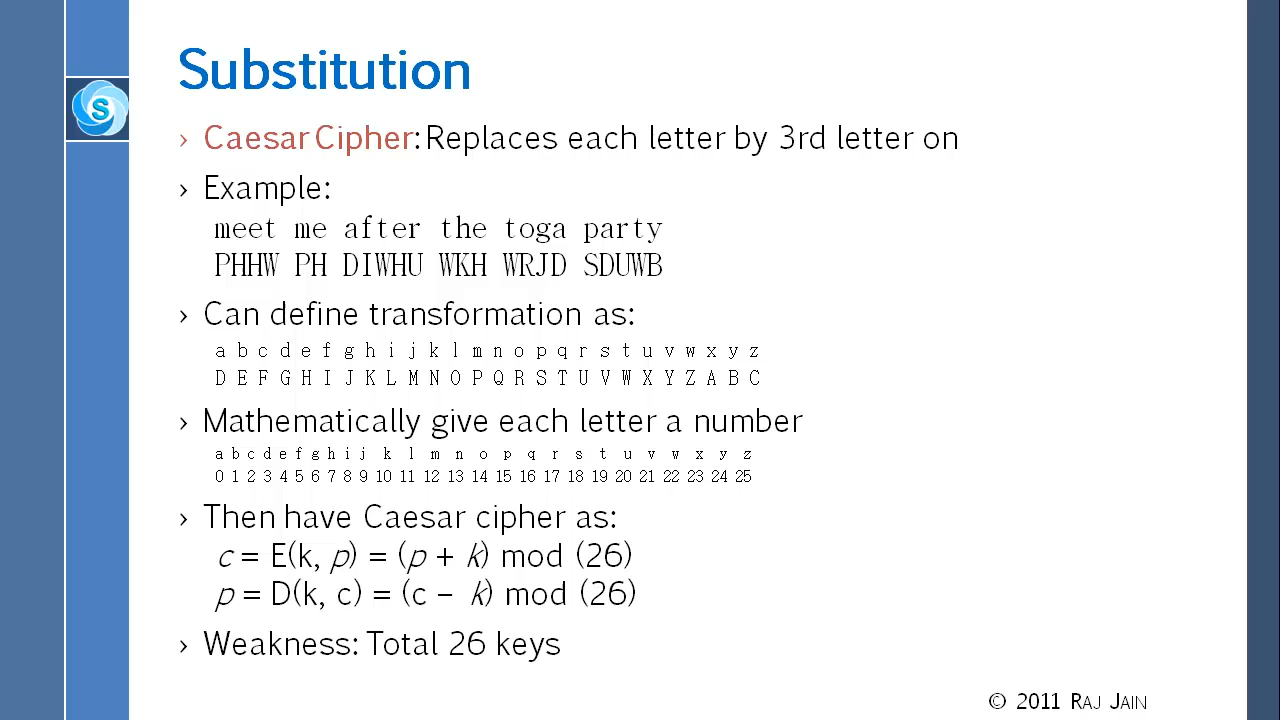 Substitution
S
› Caesar Cipher: Replaces each letter by 3rd letter on
› Example:
meet me after the toga party
PHHW PH DIWHU WKH WRJD SDUWB
› Can define transformation as:
a b c d e f g h i j k l m n o p q r s t u v w x y z
D E F G H I J K L M N O P Q R S T U V W X Y Z A B C
› Mathematically give each letter a number
a b c d e f g h i j k l m n o p q r s t u v w x y z
0 1 2 3 4 5 6 7 8 9 10 11 12 13 14 15 16 17 18 19 20 21 22 23 24 25
› Then have Caesar cipher as:
c = E(k, p) = (p + k) mod (26)
p = D(k, c) = (c – k) mod (26)
› Weakness: Total 26 keys
© 2011 RAJ JAIN